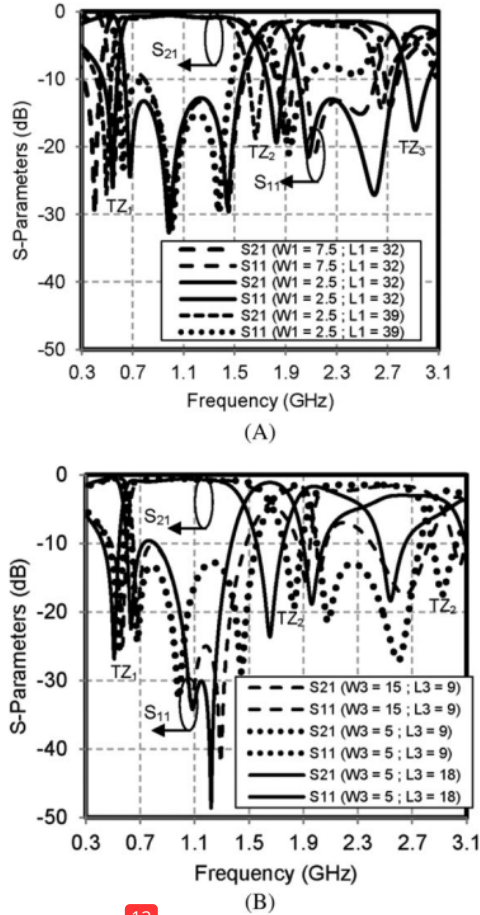 0
-10
-20
-30
-40
-50
S-Parameters (dB)
S21
TZ1
TZ2
S11
TZ3
S21 (W1 = 7.5 ; L1 = 32)
S11 (W1 = 7.5 ; L1 = 32)
S21 (W1 = 2.5 ; L1 = 32)
S11 (W1 = 2.5 ; L1 = 32)
S21 (W1 = 2.5 ; L1 = 39)
S11 (W1 = 2.5 ; L1 = 39)
0.3 0.7 1.1 1.5 1.9 2.3 2.7 3.1
Frequency (GHz)
(A)
0
-10
-20
-30
-40
-50
S-Parameters (dB)
S21
TZ1
TZ2
TZ2
S11
S21 (W3 = 15 ; L3 = 9)
S11 (W3 = 15 ; L3 = 9)
S21 (W3 = 5 ; L3 = 9)
S11 (W3 = 5 ; L3 = 9)
S21 (W3 = 5 ; L3 = 18)
S11 (W3 = 5 ; L3 = 18)
0.3 0.7 1.1 1.5 1.9 2.3 2.7 3.1
Frequency (GHz)
(B)